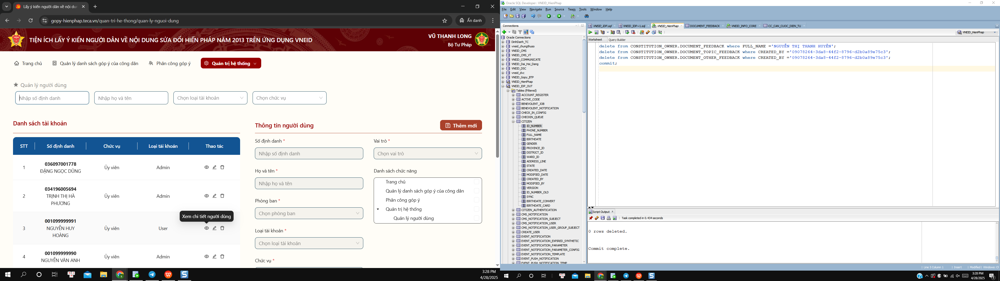 Lấy ý kiến người dân về nội dun
gopy-hienphap.teca.vn/quan-tri-he-thong/quan-ly-nguoi-dung
Ẩn danh
TIỆN ÍCH LẤY Ý KIẾN NGƯỜI DÂN VỀ NỘI DUNG SỬA ĐỔI HIẾN PHÁP NĂM 2013 TRÊN ỨNG DỤNG VNEID
VŨ THANH LONG
Bộ Tư Pháp
Trang chủ
Quản lý danh sách góp ý của công dân
Phân công góp ý
Quản trị hệ thống
Quản lý người dùng
Nhập số định danh
Nhập họ và tên
Chọn loại tài khoản
Chọn chức vụ
Danh sách tài khoản
STT Số định danh Chức vụ Loại tài khoản Thao tác
1 036097001778 ĐẶNG NGỌC DŨNG Ủy viên Admin
2 034196005694 TRỊNH THỊ HÀ PHƯƠNG Ủy viên Admin
Xem chi tiết người dùng
3 001099999991 NGUYỄN HUY HOÀNG Ủy viên User
4 001099999990 NGUYỄN VĂN ANH Ủy viên Admin
Thông tin người dùng
Thêm mới
Số định danh *
Nhập số định danh
Họ và tên *
Nhập họ và tên
Phòng ban *
Chọn phòng ban
Loại tài khoản *
Chọn loại tài khoản
Chức vụ *
Vai trò *
Chọn vai trò
Danh sách chức năng
Trang chủ
Quản lý danh sách góp ý của công dân
Phân công góp ý
Quản trị hệ thống
Quản lý người dùng
3:28 PM
4/28/2025
Oracle SQL Developer : VNEID_HienPhap
File Edit View Navigate Run Source Team Tools Window Help
Connections
Oracle Connections
DinhDanh_TC
vneid_chungthuso
VNEID_CMS
VNEID_CMS_VT
VNEID_COMMUNICATE
VNEID_Dai_Hoi_Dang
VNEID_DSC
vneid_dvc
VNEID_Gopy_BTP
VNEID_HienPhap
VNEID_IDP_OUT
Tables (Filtered)
ACCOUNT_REGISTER
ACTIVE_CODE
BENEVOLENT_JOB
BENEVOLENT_NOTIFICATION
CHECK_IN_CONFIG
CHECKIN_QUEUE
CITIZEN
ID_NUMBER
PHONE_NUMBER
FULL_NAME
BIRTHDATE
GENDER
PROVINCE_ID
DISTRICT_ID
WARD_ID
ADDRESS_LINE
STATE
CREATED_DATE
MODIFIED_DATE
CREATED_BY
MODIFIED_BY
VERSION
ID_NUMBER_OLD
SYNC
BIRTHDATE_CONVERT
BIRTHDATE_CARD
CITIZEN_AUTHENTICATION
CMS_NOTIFICATION
CMS_NOTIFICATION_SUBJECT
CMS_NOTIFICATION_USER
CMS_NOTIFICATION_USER_GROUP_SUBJECT
CREATE_USER
EVENT_NOTIFICATION
EVENT_NOTIFICATION_EXPIRED_SYNTHETIC
EVENT_NOTIFICATION_PARAMETER
EVENT_NOTIFICATION_PARAMETER_CONFIG
EVENT_NOTIFICATION_TEMPLATE
EVENT_PUSH_NOTIFICATION
EVENT_PUSH_NOTIFICATION_TEMP
VNEID_IDP.sql VNEID_IDP~1.sql VNEID_HienPhap DOCUMENT_FEEDBACK VNEID_INFO_CORE CC_CAN_CUOC_DIEN_TU
VNEID_HienPhap
Worksheet Query Builder
delete from CONSTITUTION_OWNER.DOCUMENT_FEEDBACK where FULL_NAME ='NGUYỄN THỊ THANH HUYỀN';
delete from CONSTITUTION_OWNER.DOCUMENT_TOPIC_FEEDBACK where CREATED_BY ='09078264-3da8-44f2-8796-d2b0a89e75c3';
delete from CONSTITUTION_OWNER.DOCUMENT_OTHER_FEEDBACK where CREATED_BY ='09078264-3da8-44f2-8796-d2b0a89e75c3';
commit;
Script Output
Task completed in 0.434 seconds
0 rows deleted.
Commit complete.
Line 5 Column 1 | Insert | Modified | Windows: Cl
3:28 PM
4/28/2025